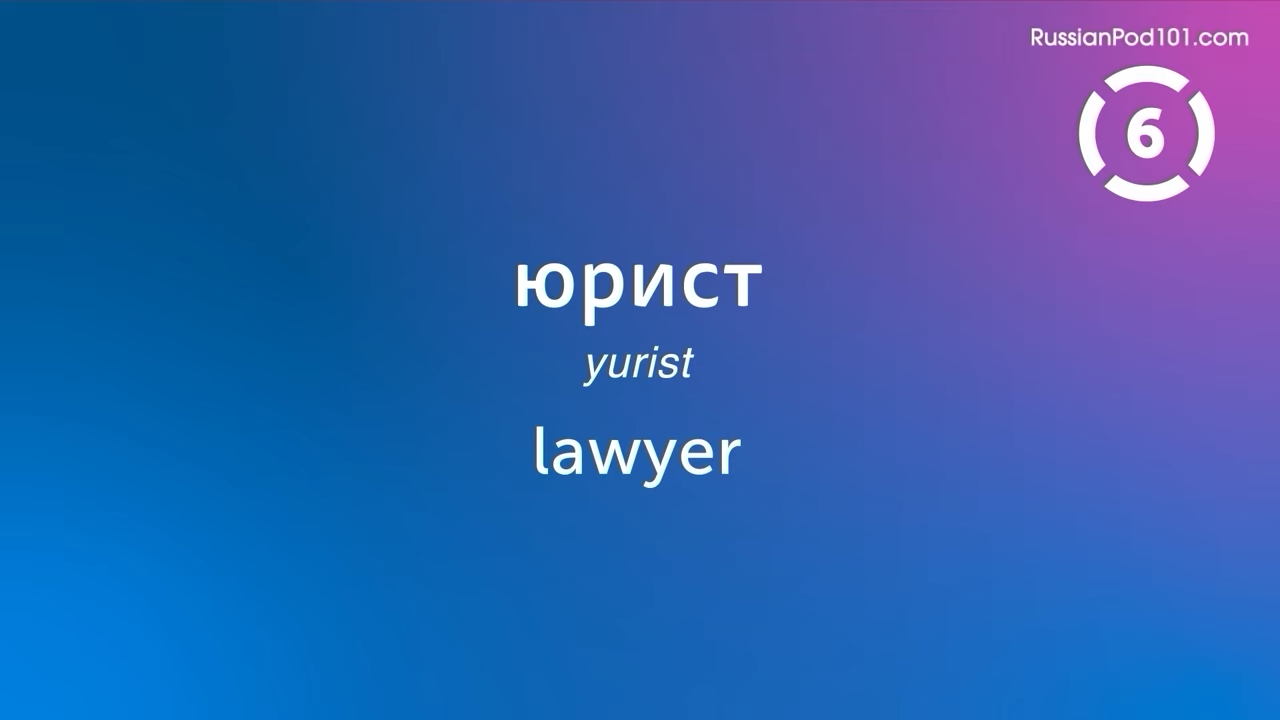 RussianPod101.com
6
юрист
yurist
lawyer